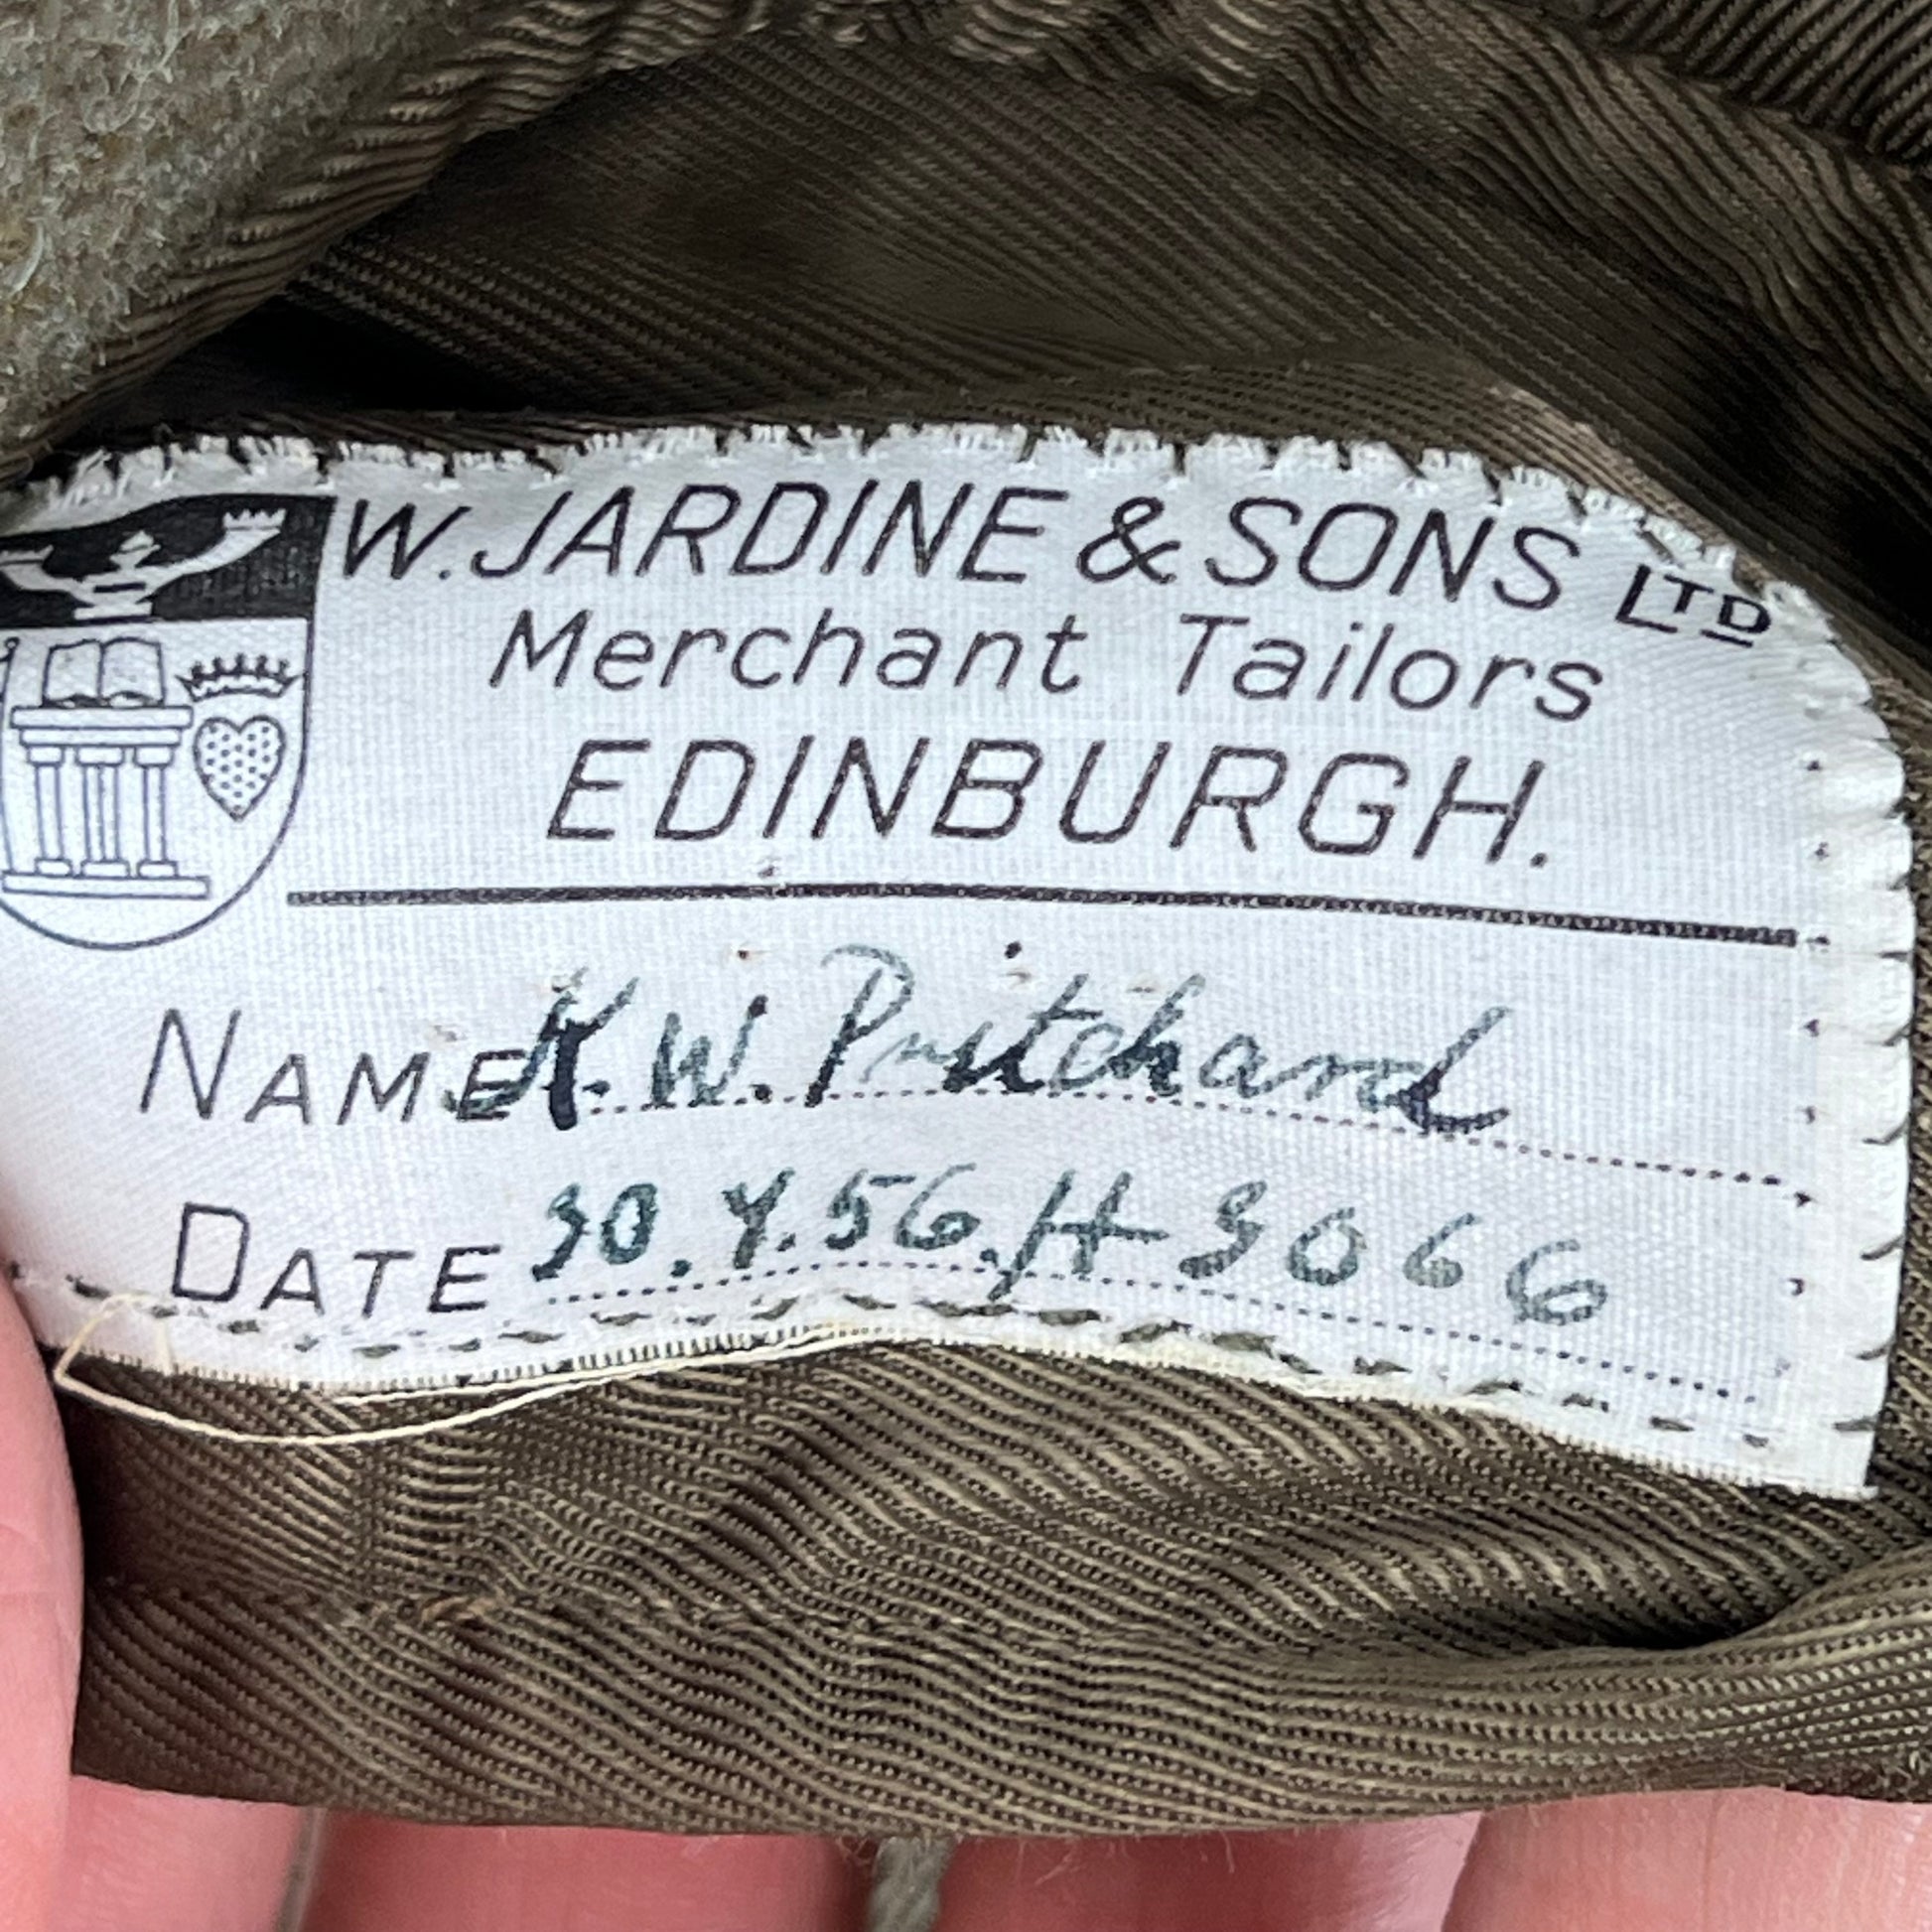 W. JARDINE & SONS LTD
Merchant Tailors
EDINBURGH.
NAME K. W. Pritchard
DATE 30.4.56. H 3066